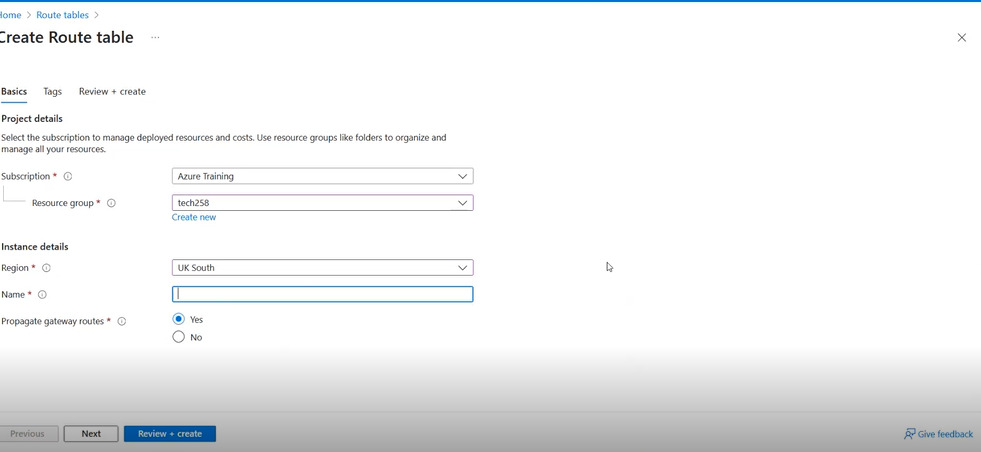 Home > Route tables >
Create Route table ...
Basics Tags Review + create
Project details
Select the subscription to manage deployed resources and costs. Use resource groups like folders to organize and
manage all your resources.
Subscription * Azure Training
Resource group * tech258
Create new
Instance details
Region * UK South
Name *
Propagate gateway routes * Yes
No
Previous Next Review + create Give feedback